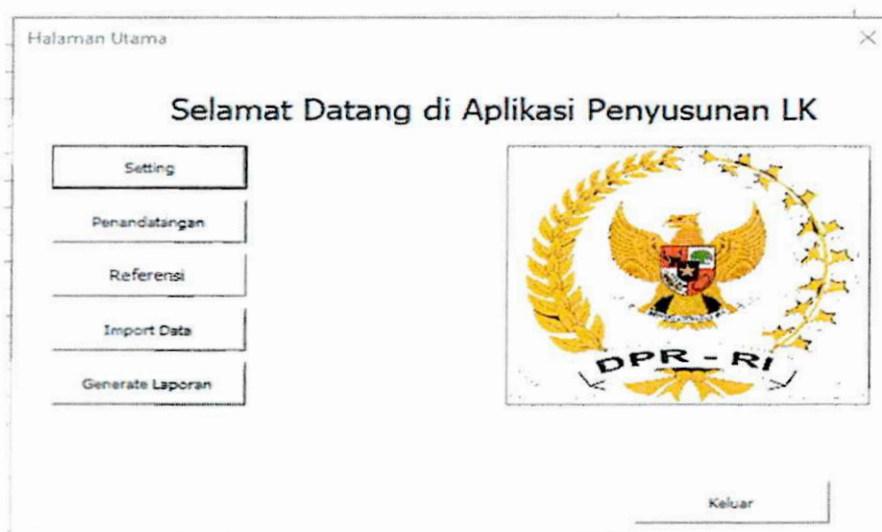 Halaman Utama
Selamat Datang di Aplikasi Penyusunan LK
Setting
Penandatangan
Referensi
Import Data
Generate Laporan
DPR - RI
Keluar